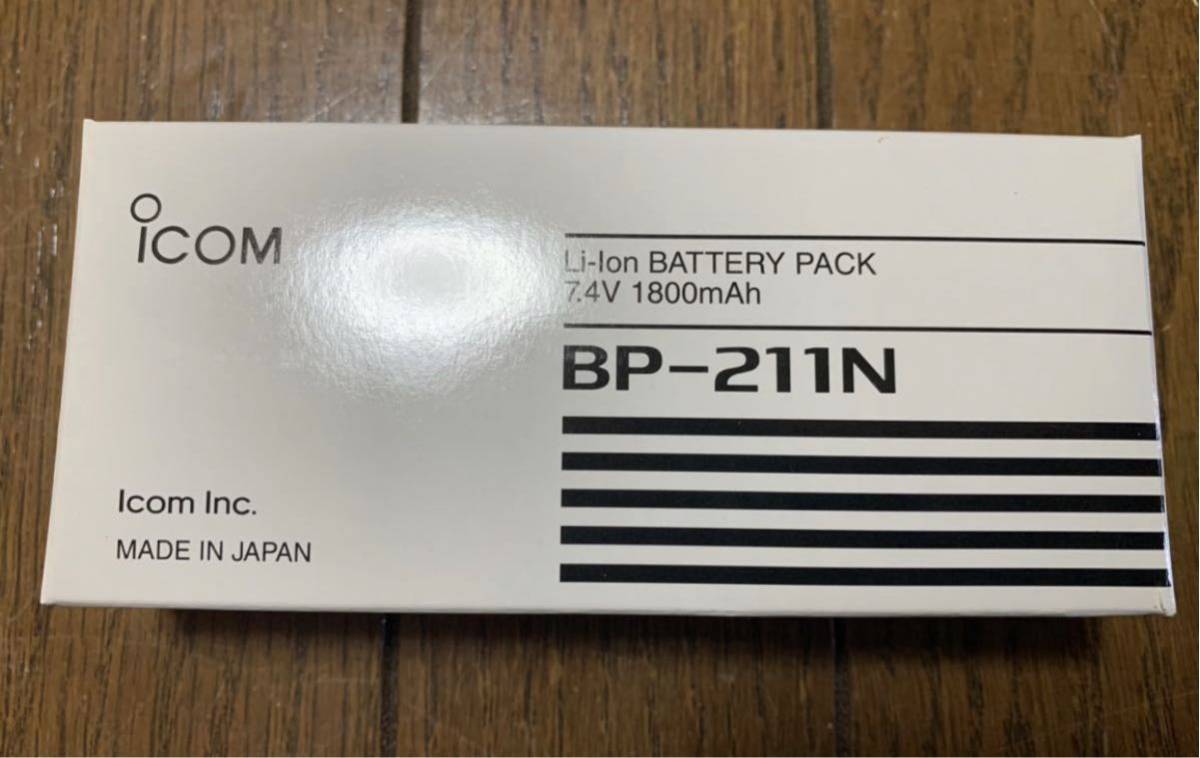 iCOM
Li-Ion BATTERY PACK
7.4V 1800mAh
BP-211N
Icom Inc.
MADE IN JAPAN